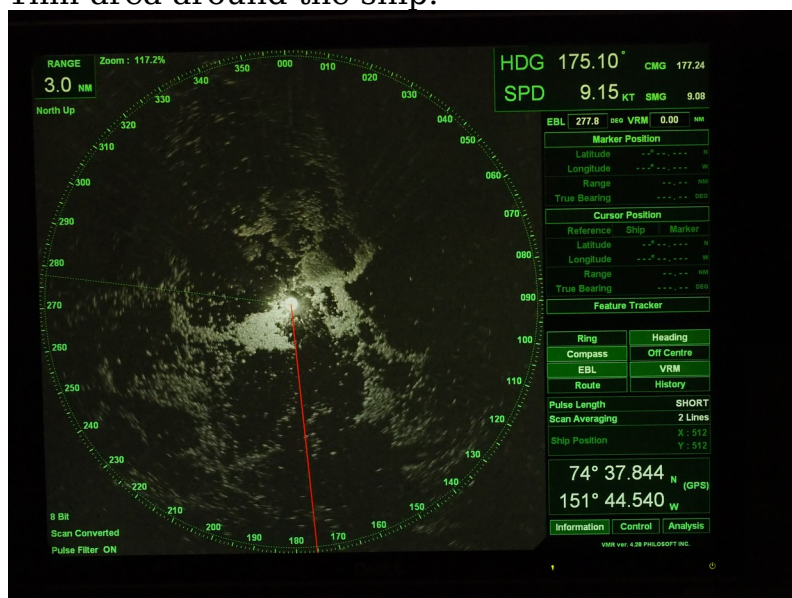 RANGE
3.0 NM
Zoom : 117.2%
North Up
HDG 175.10° CMG 177.24
SPD 9.15 KT SMG 9.08
EBL 277.8 DEG VRM 0.00 NM
Marker Position
Latitude --°--.--- N
Longitude ---°--.--- W
Range --.-- NM
True Bearing ---.-- DEG
Cursor Position
Reference Ship Marker
Latitude --°--.--- N
Longitude ---°--.--- W
Range --.-- NM
True Bearing ---.-- DEG
Feature Tracker
Ring Heading
Compass Off Centre
EBL VRM
Route History
Pulse Length SHORT
Scan Averaging 2 Lines
Ship Position X : 512
Y : 512
74° 37.844 N
(GPS)
151° 44.540 W
Information Control Analysis
VMR ver. 4.28 PHILOSOFT INC.
000
010
020
030
040
050
060
070
080
090
100
110
120
130
140
150
160
170
180
190
200
210
220
230
240
250
260
270
280
290
300
310
320
330
340
350
8 Bit
Scan Converted
Pulse Filter ON